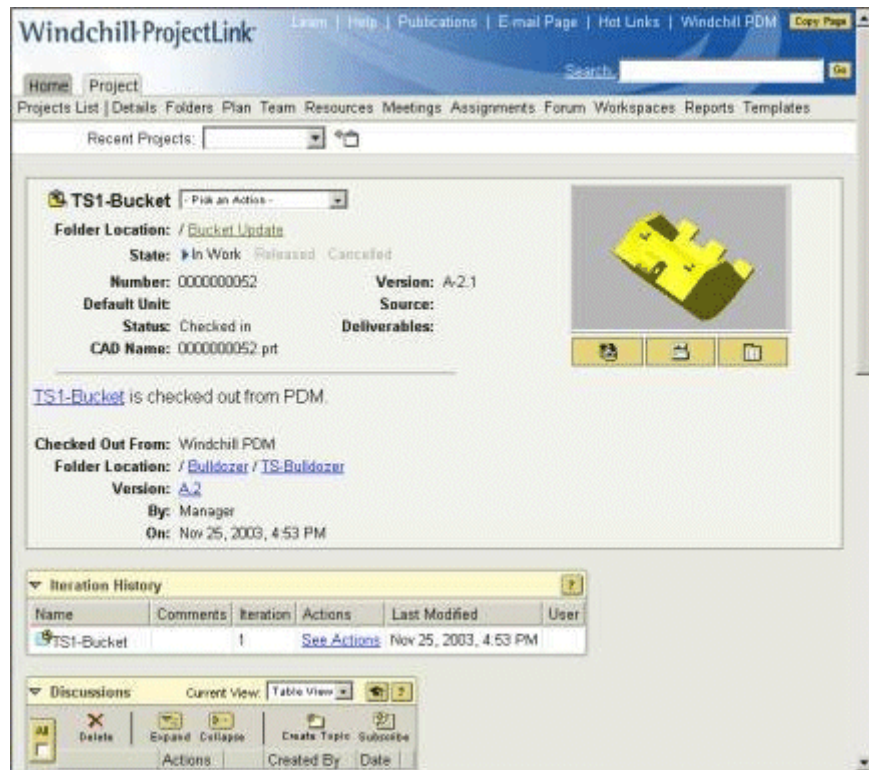 Windchill ProjectLink
Learn | Help | Publications | E-mail Page | Hot Links | Windchill PDM Copy Page
Search: Go
Home Project
Projects List | Details Folders Plan Team Resources Meetings Assignments Forum Workspaces Reports Templates
Recent Projects:
TS1-Bucket - Pick an Action -
Folder Location: / Bucket Update
State: In Work Released Cancelled
Number: 0000000052 Version: A-2.1
Default Unit: Source:
Status: Checked in Deliverables:
CAD Name: 0000000052.prt
TS1-Bucket is checked out from PDM.
Checked Out From: Windchill PDM
Folder Location: / Bulldozer / TS-Bulldozer
Version: A.2
By: Manager
On: Nov 25, 2003, 4:53 PM
Iteration History ?
Name Comments Iteration Actions Last Modified User
TS1-Bucket 1 See Actions Nov 25, 2003, 4:53 PM
Discussions Current View: Table View ?
All Delete Expand Collapse Create Topic Subscribe
Actions Created By Date